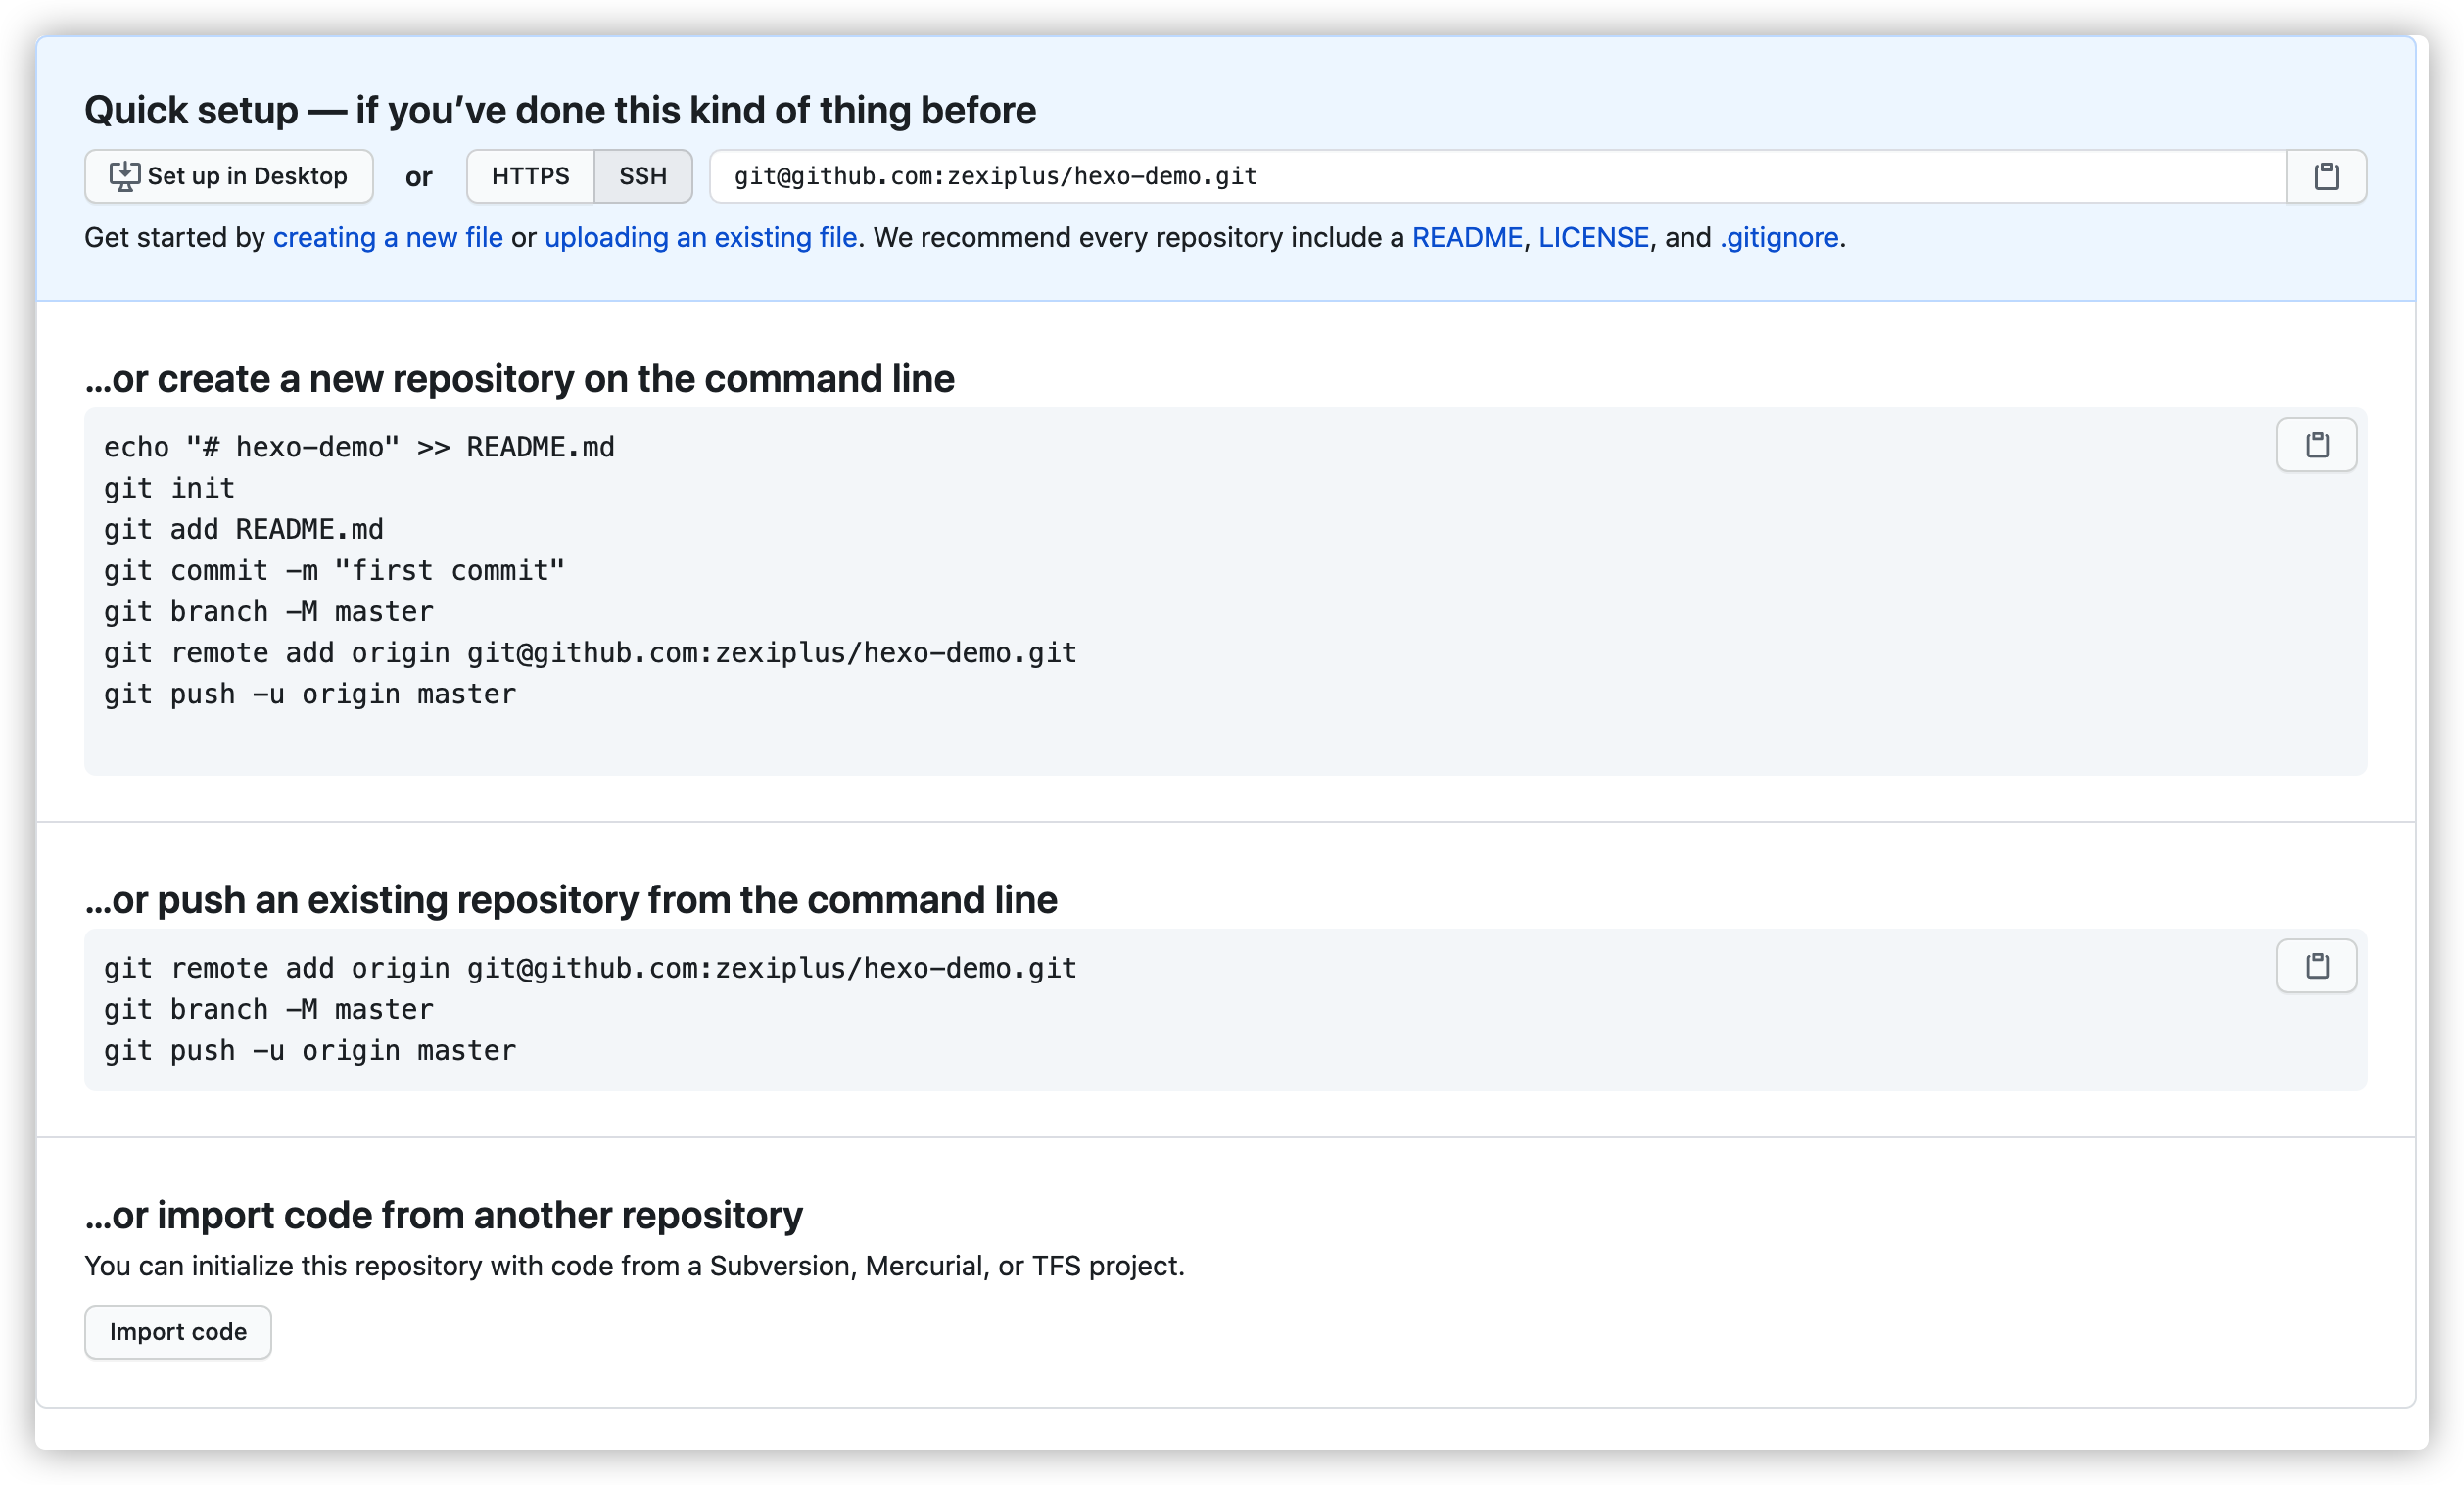 Quick setup — if you’ve done this kind of thing before
Set up in Desktop or HTTPS SSH git@github.com:zexiplus/hexo-demo.git
Get started by creating a new file or uploading an existing file. We recommend every repository include a README, LICENSE, and .gitignore.
…or create a new repository on the command line
echo "# hexo-demo" >> README.md
git init
git add README.md
git commit -m "first commit"
git branch -M master
git remote add origin git@github.com:zexiplus/hexo-demo.git
git push -u origin master
…or push an existing repository from the command line
git remote add origin git@github.com:zexiplus/hexo-demo.git
git branch -M master
git push -u origin master
…or import code from another repository
You can initialize this repository with code from a Subversion, Mercurial, or TFS project.
Import code